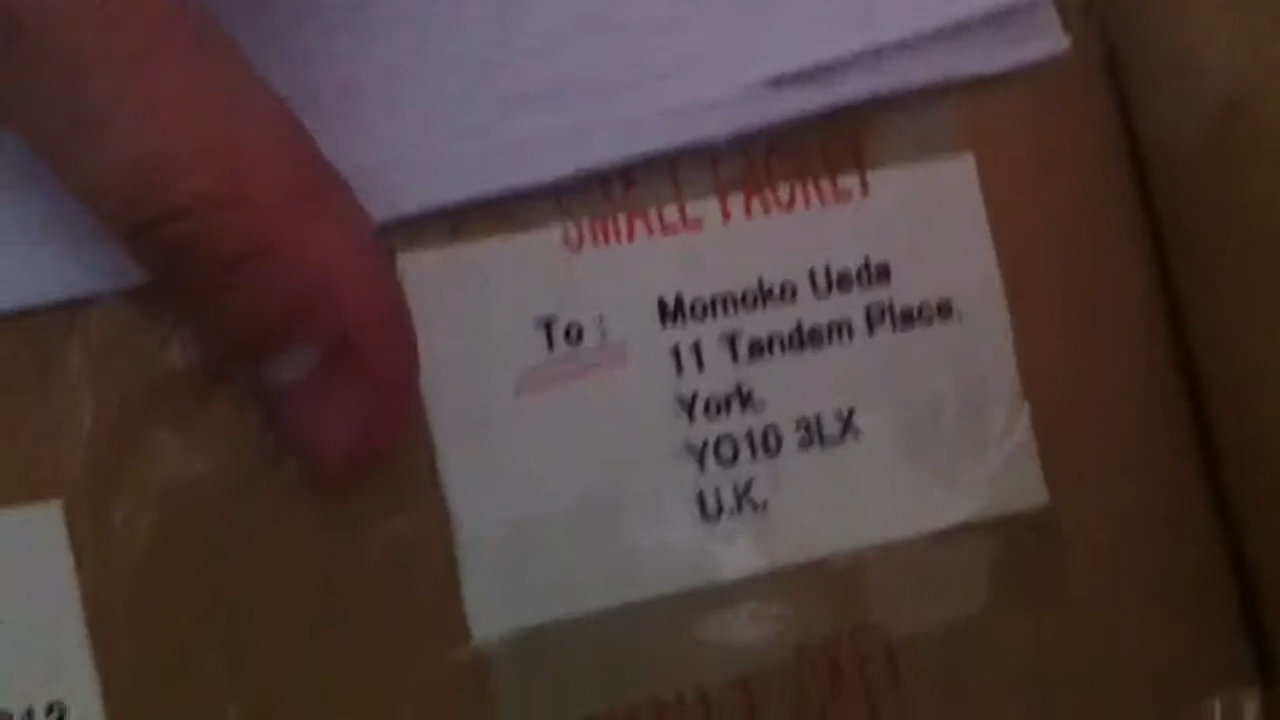 SMALL PACKET
To :
Momoko Ueda
11 Tandem Place.
York.
YO10 3LX
U.K.